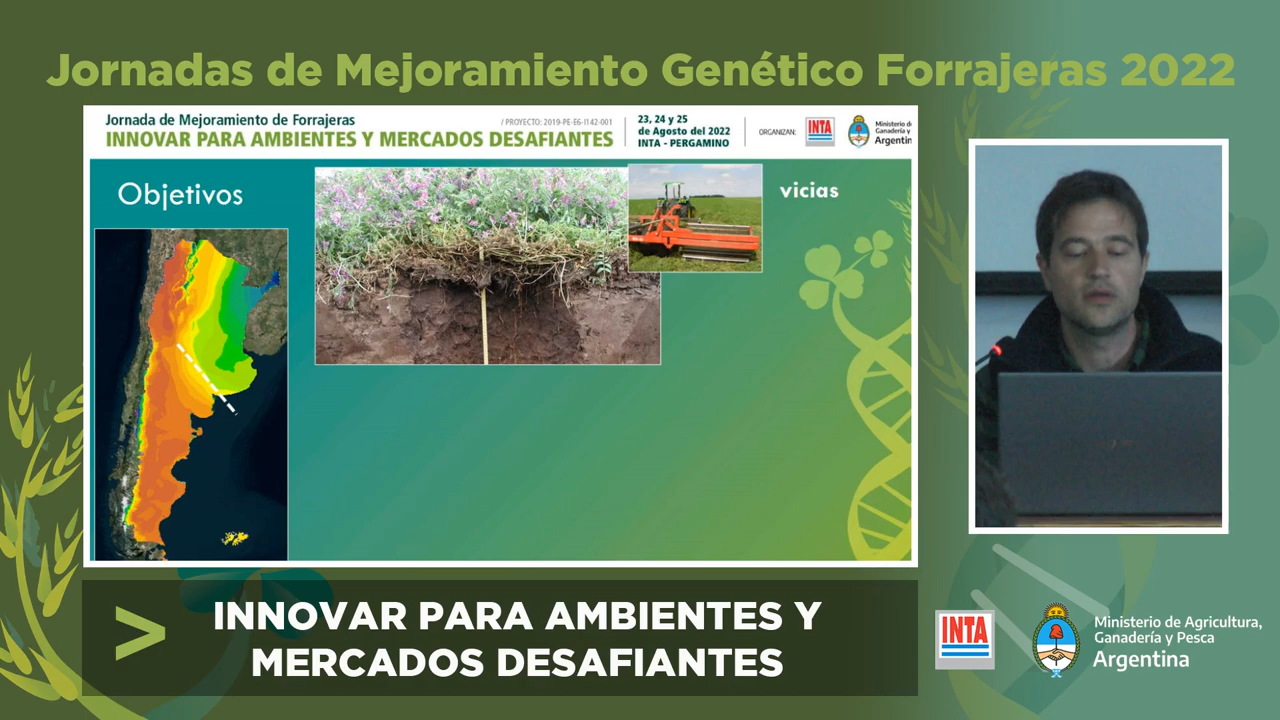 Jornadas de Mejoramiento Genético Forrajeras 2022
Jornada de Mejoramiento de Forrajeras
INNOVAR PARA AMBIENTES Y MERCADOS DESAFIANTES
/ PROYECTO: 2019-PE-E6-I142-001
23, 24 y 25
de Agosto del 2022
INTA - PERGAMINO
ORGANIZAN:
INTA
Ministerio de
Ganadería y
Argentin
Objetivos
vicias
> INNOVAR PARA AMBIENTES Y
MERCADOS DESAFIANTES
INTA
Ministerio de Agricultura,
Ganadería y Pesca
Argentina